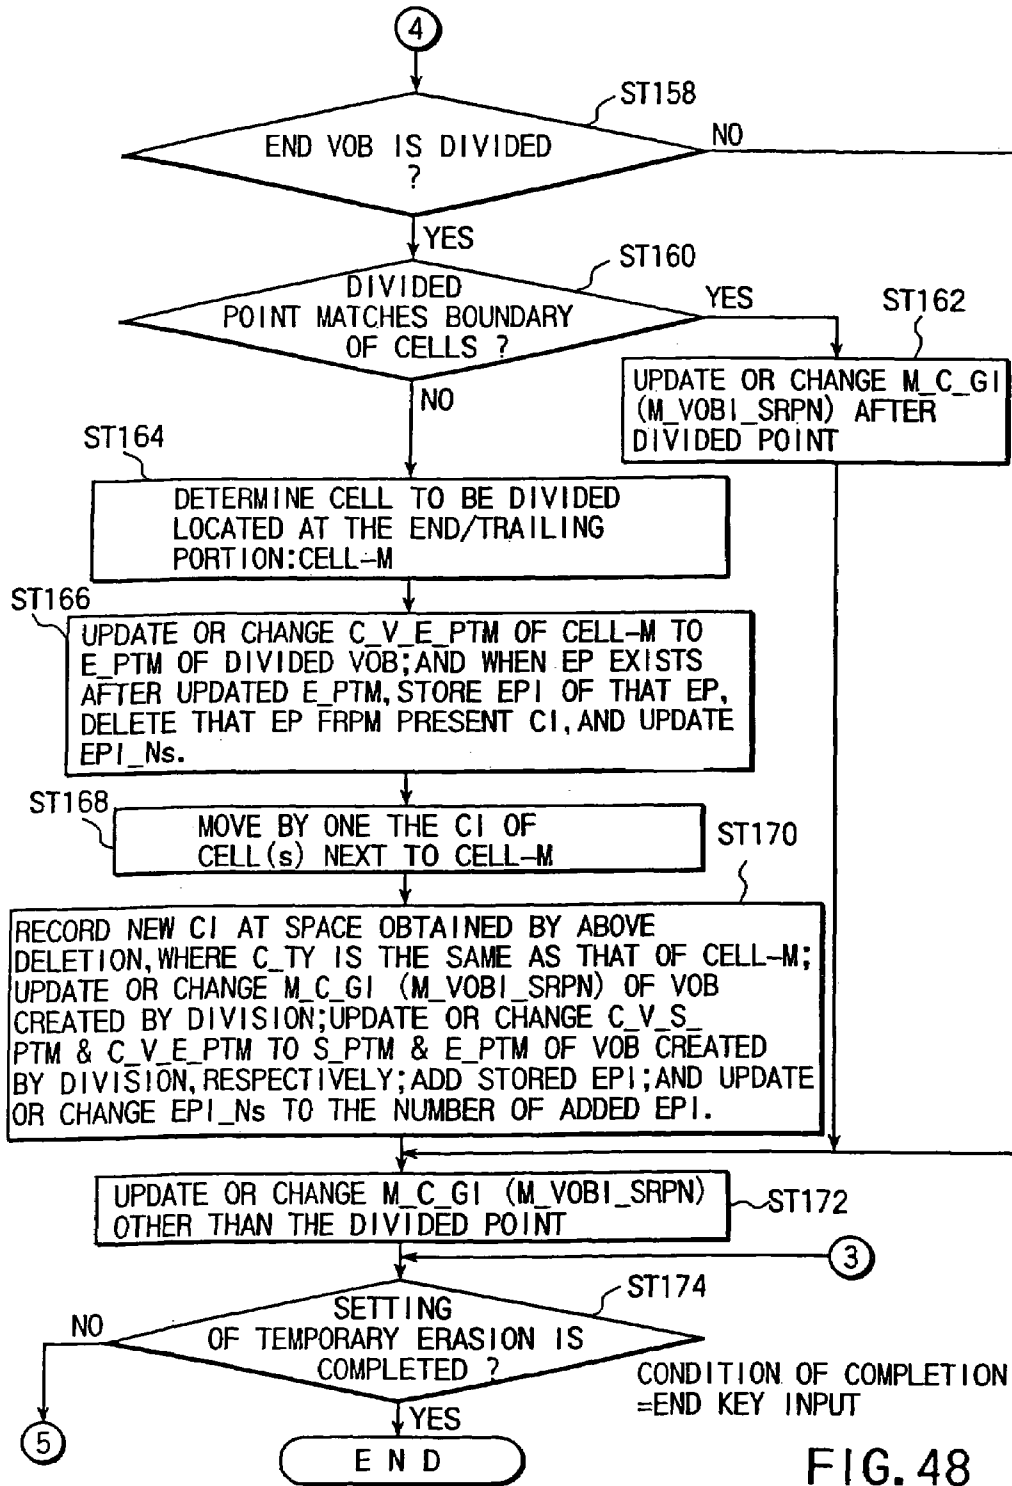 4
ST158
END VOB IS DIVIDED
?
NO
YES
ST160
DIVIDED
POINT MATCHES BOUNDARY
OF CELLS ?
YES
NO
ST162
UPDATE OR CHANGE M_C_GI
(M_VOBI_SRPN) AFTER
DIVIDED POINT
ST164
DETERMINE CELL TO BE DIVIDED
LOCATED AT THE END/TRAILING
PORTION:CELL-M
ST166
UPDATE OR CHANGE C_V_E_PTM OF CELL-M TO
E_PTM OF DIVIDED VOB;AND WHEN EP EXISTS
AFTER UPDATED E_PTM,STORE EPI OF THAT EP,
DELETE THAT EP FRPM PRESENT CI,AND UPDATE
EPI_Ns.
ST168
MOVE BY ONE THE CI OF
CELL(s) NEXT TO CELL-M
ST170
RECORD NEW CI AT SPACE OBTAINED BY ABOVE
DELETION,WHERE C_TY IS THE SAME AS THAT OF CELL-M;
UPDATE OR CHANGE M_C_GI (M_VOBI_SRPN) OF VOB
CREATED BY DIVISION;UPDATE OR CHANGE C_V_S_
PTM & C_V_E_PTM TO S_PTM & E_PTM OF VOB CREATED
BY DIVISION,RESPECTIVELY;ADD STORED EPI;AND UPDATE
OR CHANGE EPI_Ns TO THE NUMBER OF ADDED EPI.
UPDATE OR CHANGE M_C_GI (M_VOBI_SRPN)
OTHER THAN THE DIVIDED POINT
ST172
3
ST174
SETTING
OF TEMPORARY ERASION IS
COMPLETED ?
NO
YES
CONDITION OF COMPLETION
=END KEY INPUT
5
END
FIG. 48